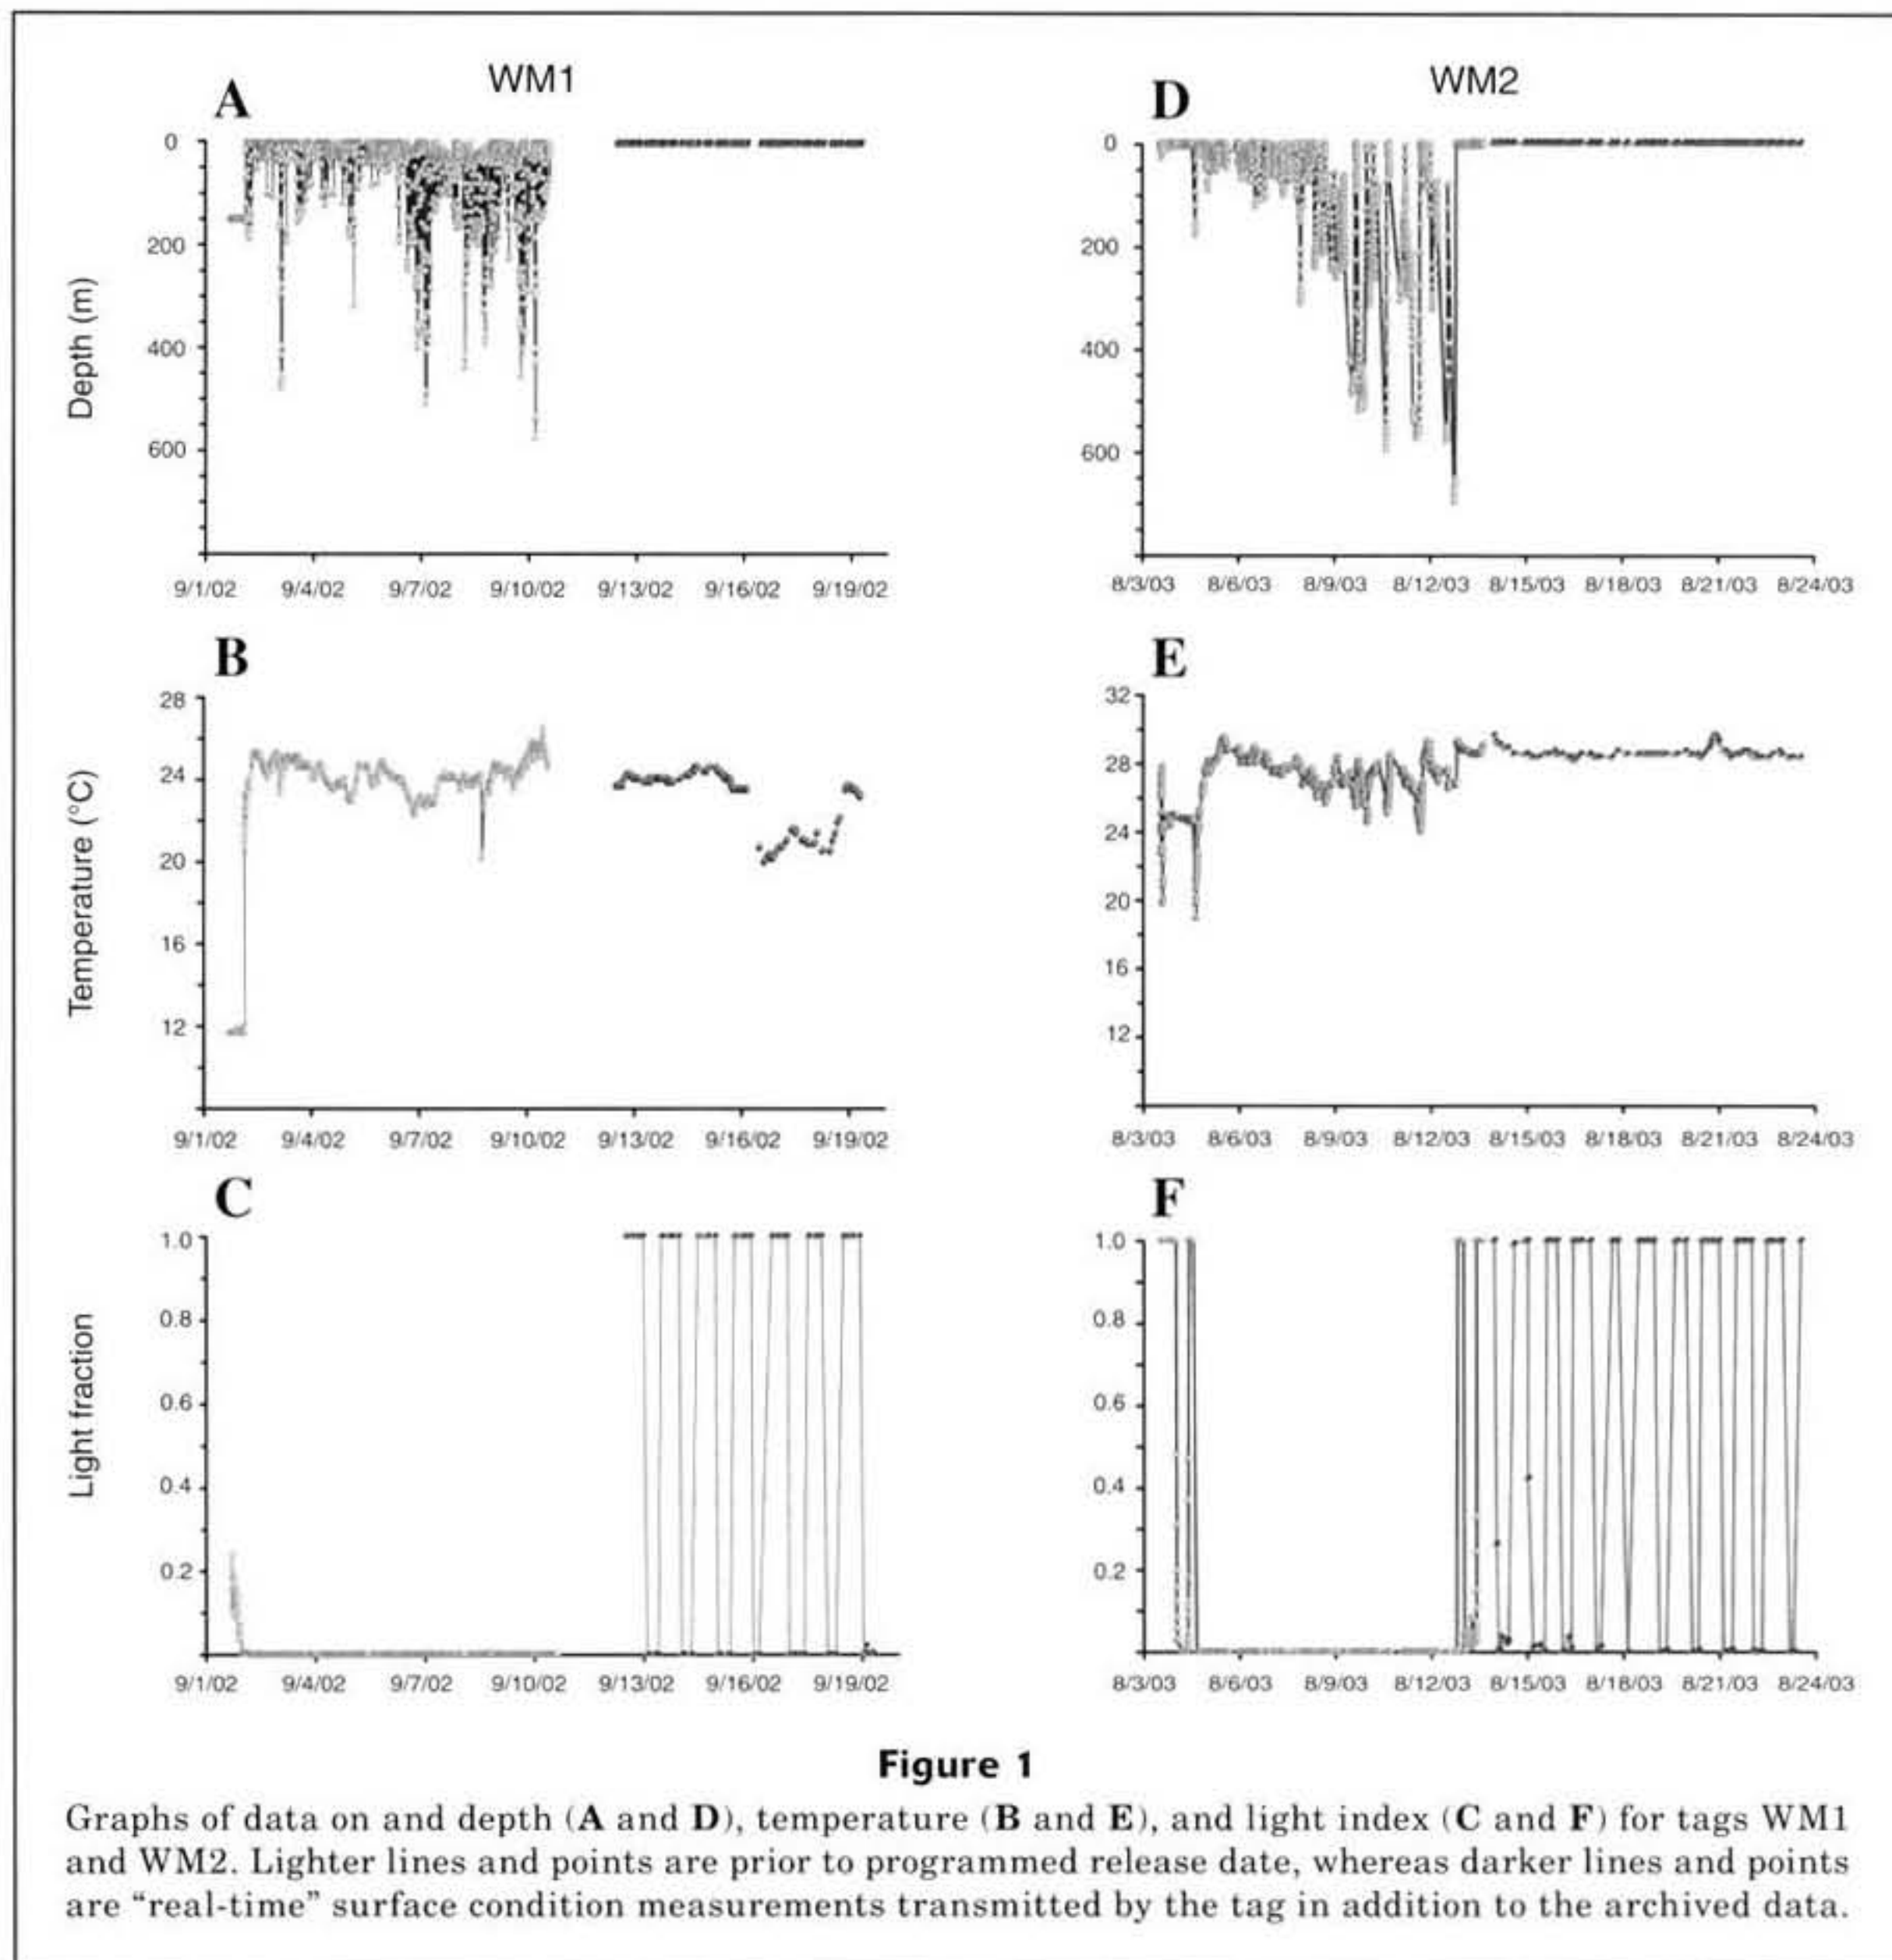 WM1
WM2
A
D
0
200
400
600
Depth (m)
9/1/02 9/4/02 9/7/02 9/10/02 9/13/02 9/16/02 9/19/02
0
200
400
600
8/3/03 8/6/03 8/9/03 8/12/03 8/15/03 8/18/03 8/21/03 8/24/03
B
E
28
24
20
16
12
Temperature (°C)
9/1/02 9/4/02 9/7/02 9/10/02 9/13/02 9/16/02 9/19/02
32
28
24
20
16
12
8/3/03 8/6/03 8/9/03 8/12/03 8/15/03 8/18/03 8/21/03 8/24/03
C
F
1.0
0.8
0.6
0.4
0.2
Light fraction
9/1/02 9/4/02 9/7/02 9/10/02 9/13/02 9/16/02 9/19/02
1.0
0.8
0.6
0.4
0.2
8/3/03 8/6/03 8/9/03 8/12/03 8/15/03 8/18/03 8/21/03 8/24/03
Figure 1
Graphs of data on and depth (A and D), temperature (B and E), and light index (C and F) for tags WM1
and WM2. Lighter lines and points are prior to programmed release date, whereas darker lines and points
are “real-time” surface condition measurements transmitted by the tag in addition to the archived data.